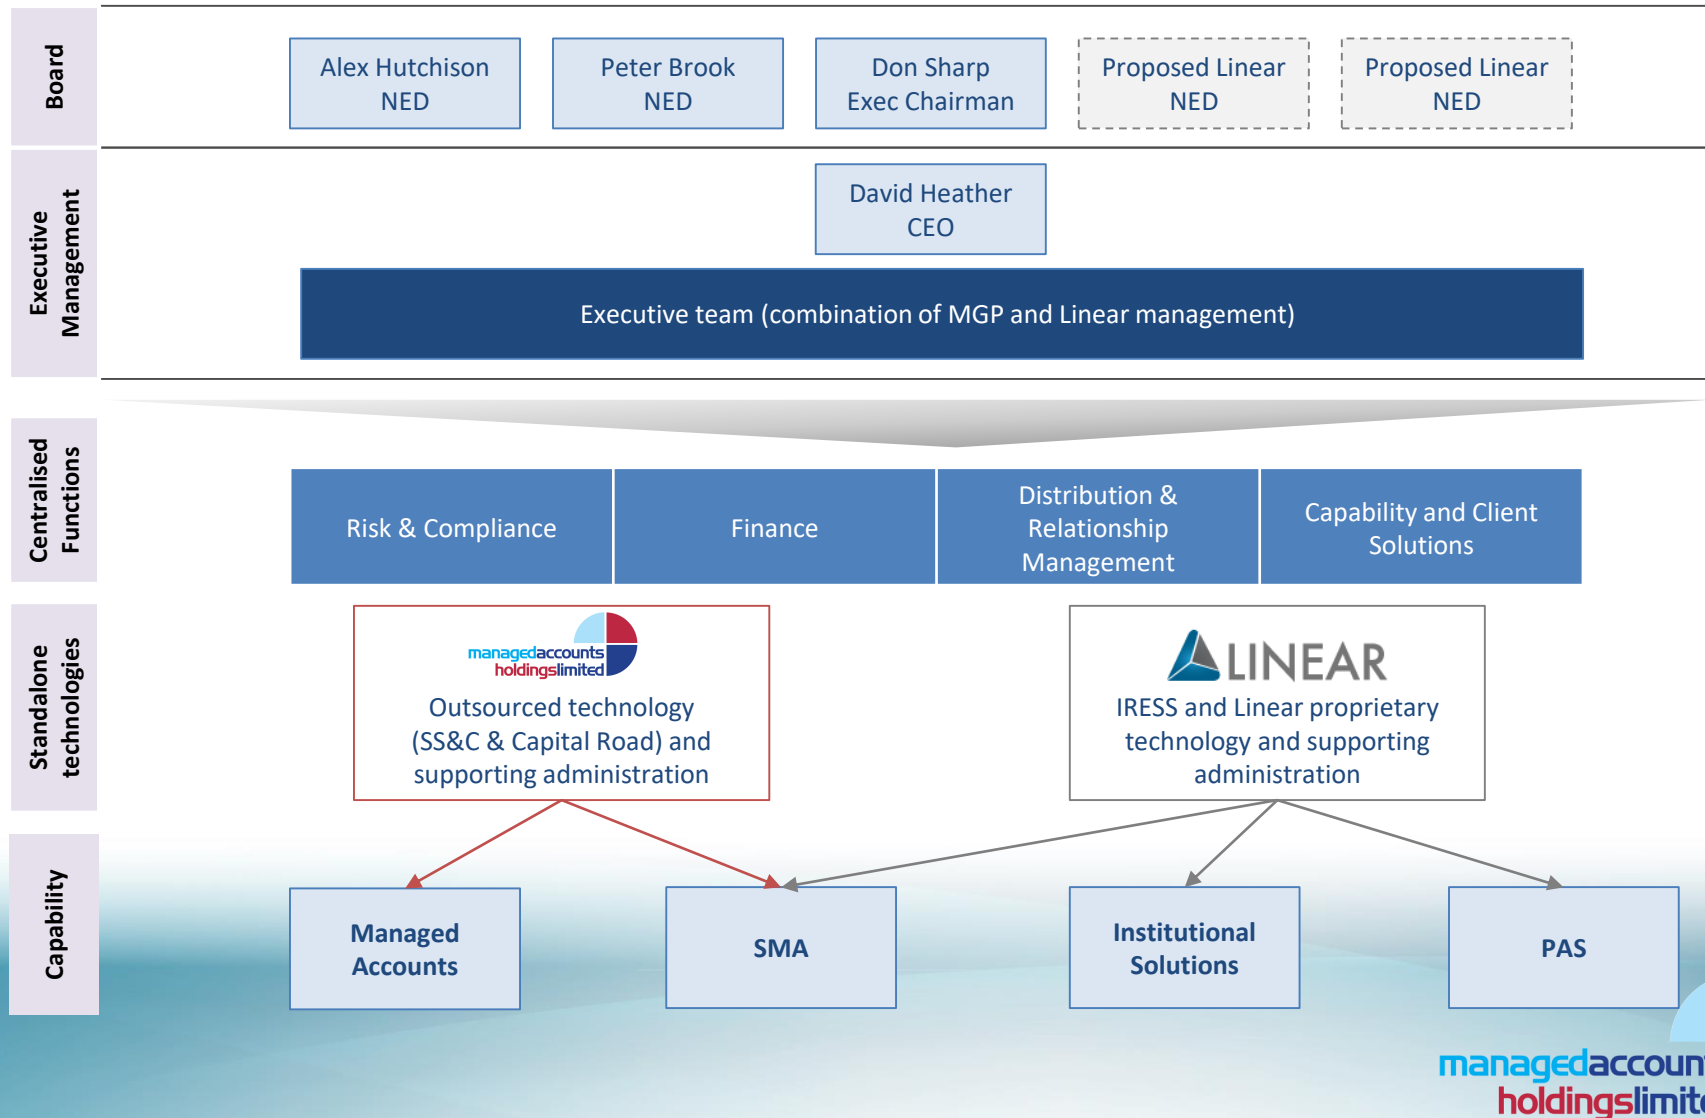 Board
Alex Hutchison
NED
Peter Brook
NED
Don Sharp
Exec Chairman
Proposed Linear
NED
Proposed Linear
NED
Executive
Management
David Heather
CEO
Executive team (combination of MGP and Linear management)
Centralised
Functions
Risk & Compliance
Finance
Distribution &
Relationship
Management
Capability and Client
Solutions
Standalone
technologies
managedaccounts
holdingslimited
Outsourced technology
(SS&C & Capital Road) and
supporting administration
LINEAR
IRESS and Linear proprietary
technology and supporting
administration
Capability
Managed
Accounts
SMA
Institutional
Solutions
PAS
managedaccount
holdingslimite